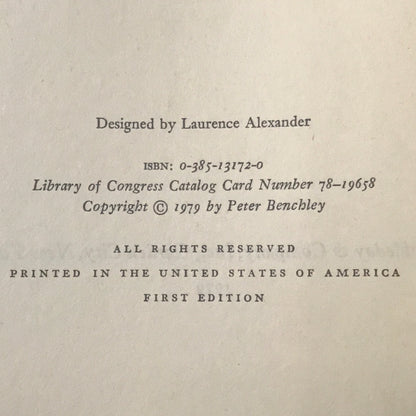 Designed by Laurence Alexander
ISBN: 0-385-13172-0
Library of Congress Catalog Card Number 78–19658
Copyright © 1979 by Peter Benchley
ALL RIGHTS RESERVED
PRINTED IN THE UNITED STATES OF AMERICA
FIRST EDITION